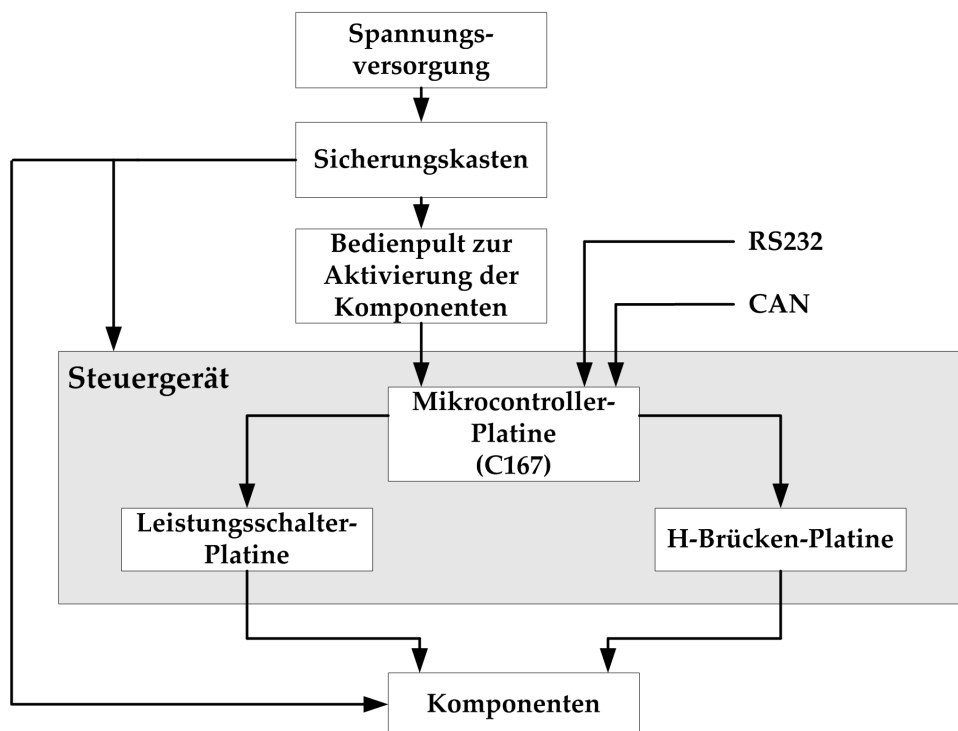 Spannungs-
versorgung
Sicherungskasten
Bedienpult zur
Aktivierung der
Komponenten
RS232
CAN
Steuergerät
Mikrocontroller-
Platine
(C167)
Leistungsschalter-
Platine
H-Brücken-Platine
Komponenten